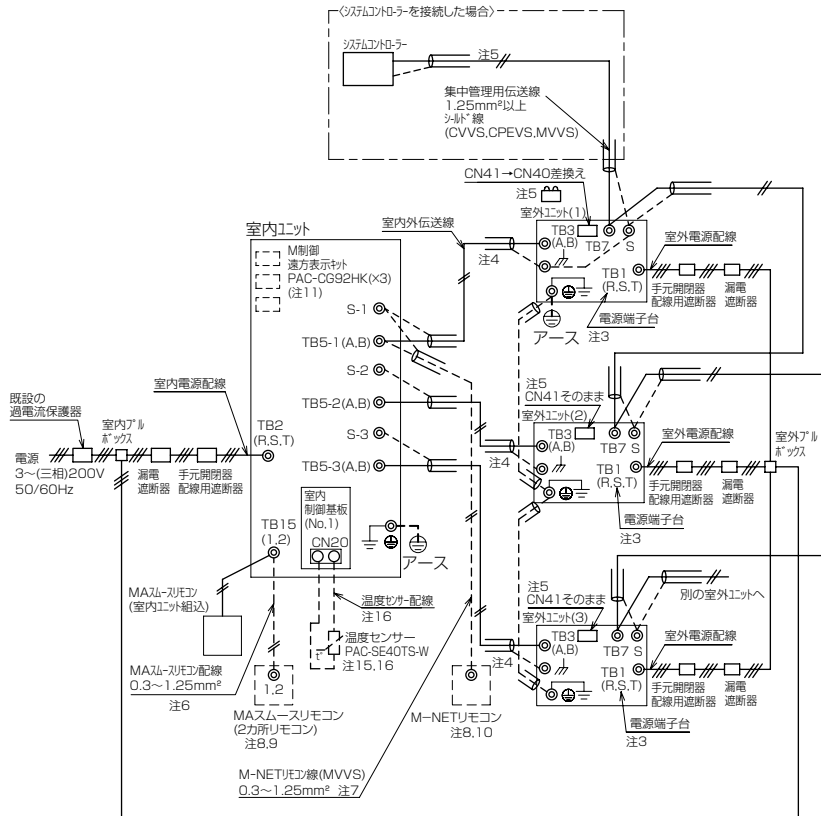 〈システムコントローラーを接続した場合〉
システムコントローラー
注5
集中管理用伝送線
1.25mm²以上
シールド線
(CVVS,CPEVS,MVVS)
CN41→CN40差換え
注5
室外ユニット(1)
TB3
(A,B)
TB7
S
TB1
(R,S,T)
室外電源配線
手元開閉器
配線用遮断器
漏電
遮断器
電源端子台
注3
アース
室内外伝送線
注4
室内ユニット
M制御
遠方表示キット
PAC-CG92HK(×3)
(注11)
S-1
TB5-1(A,B)
S-2
TB5-2(A,B)
S-3
TB5-3(A,B)
TB2
(R,S,T)
室内
制御基板
(No,1)
CN20
TB15
(1,2)
アース
既設の
過電流保護器
室内プル
ボックス
室内電源配線
電源
3~(三相)200V
50/60Hz
漏電
遮断器
手元開閉器
配線用遮断器
注5
CN41そのまま
室外ユニット(2)
TB3
(A,B)
TB7
S
TB1
(R,S,T)
注4
室外電源配線
室外プル
ボックス
手元開閉器
配線用遮断器
漏電
遮断器
電源端子台
注3
注5
CN41そのまま
室外ユニット(3)
TB3
(A,B)
TB7
S
TB1
(R,S,T)
注4
別の室外ユニットへ
室外電源配線
手元開閉器
配線用遮断器
漏電
遮断器
電源端子台
注3
MAスムースリモコン
(室内ユニット組込)
MAスムースリモコン配線
0.3~1.25mm²
注6
1,2
MAスムースリモコン
(2カ所リモコン)
注8,9
温度センサー配線
注16
t°
温度センサー
PAC-SE40TS-W
注15,16
M-NETリモコン
注8,10
M-NETリモコン線(MVVS)
0.3~1.25mm² 注7